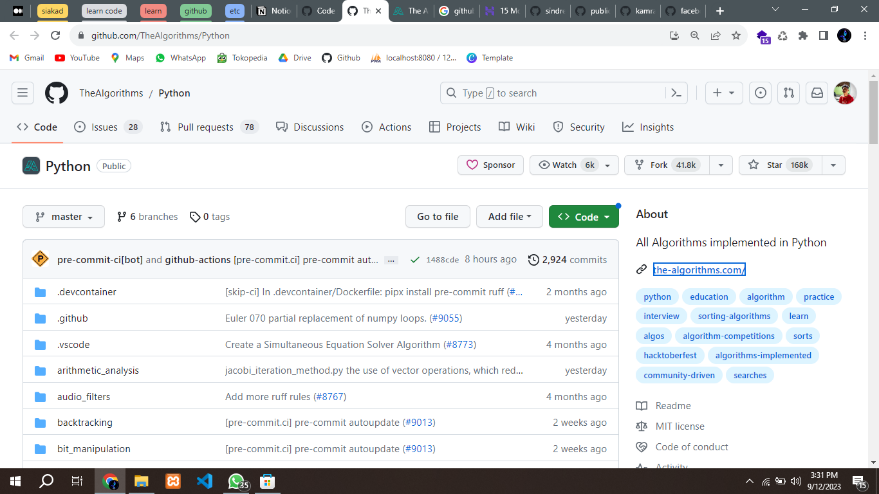 siakad
learn code
learn
github
etc
Notio
Code
Th
The A
githul
15 M
sindr
public
kamr
faceb
github.com/TheAlgorithms/Python
15
Gmail
YouTube
Maps
WhatsApp
Tokopedia
Drive
Github
localhost:8080 / 12...
Template
TheAlgorithms / Python
Type / to search
Code
Issues 28
Pull requests 78
Discussions
Actions
Projects
Wiki
Security
Insights
Python Public
Sponsor
Watch 6k
Fork 41.8k
Star 168k
master
6 branches
0 tags
Go to file
Add file
Code
pre-commit-ci[bot] and github-actions [pre-commit.ci] pre-commit aut... ... 1488cde 8 hours ago 2,924 commits
.devcontainer [skip-ci] In .devcontainer/Dockerfile: pipx install pre-commit ruff (#... 2 months ago
.github Euler 070 partial replacement of numpy loops. (#9055) yesterday
.vscode Create a Simultaneous Equation Solver Algorithm (#8773) 4 months ago
arithmetic_analysis jacobi_iteration_method.py the use of vector operations, which red... yesterday
audio_filters Add more ruff rules (#8767) 4 months ago
backtracking [pre-commit.ci] pre-commit autoupdate (#9013) 2 weeks ago
bit_manipulation [pre-commit.ci] pre-commit autoupdate (#9013) 2 weeks ago
About
All Algorithms implemented in Python
the-algorithms.com/
python education algorithm practice
interview sorting-algorithms learn
algos algorithm-competitions sorts
hacktoberfest algorithms-implemented
community-driven searches
Readme
MIT license
Code of conduct
Activity
35
3:31 PM
9/12/2023
15